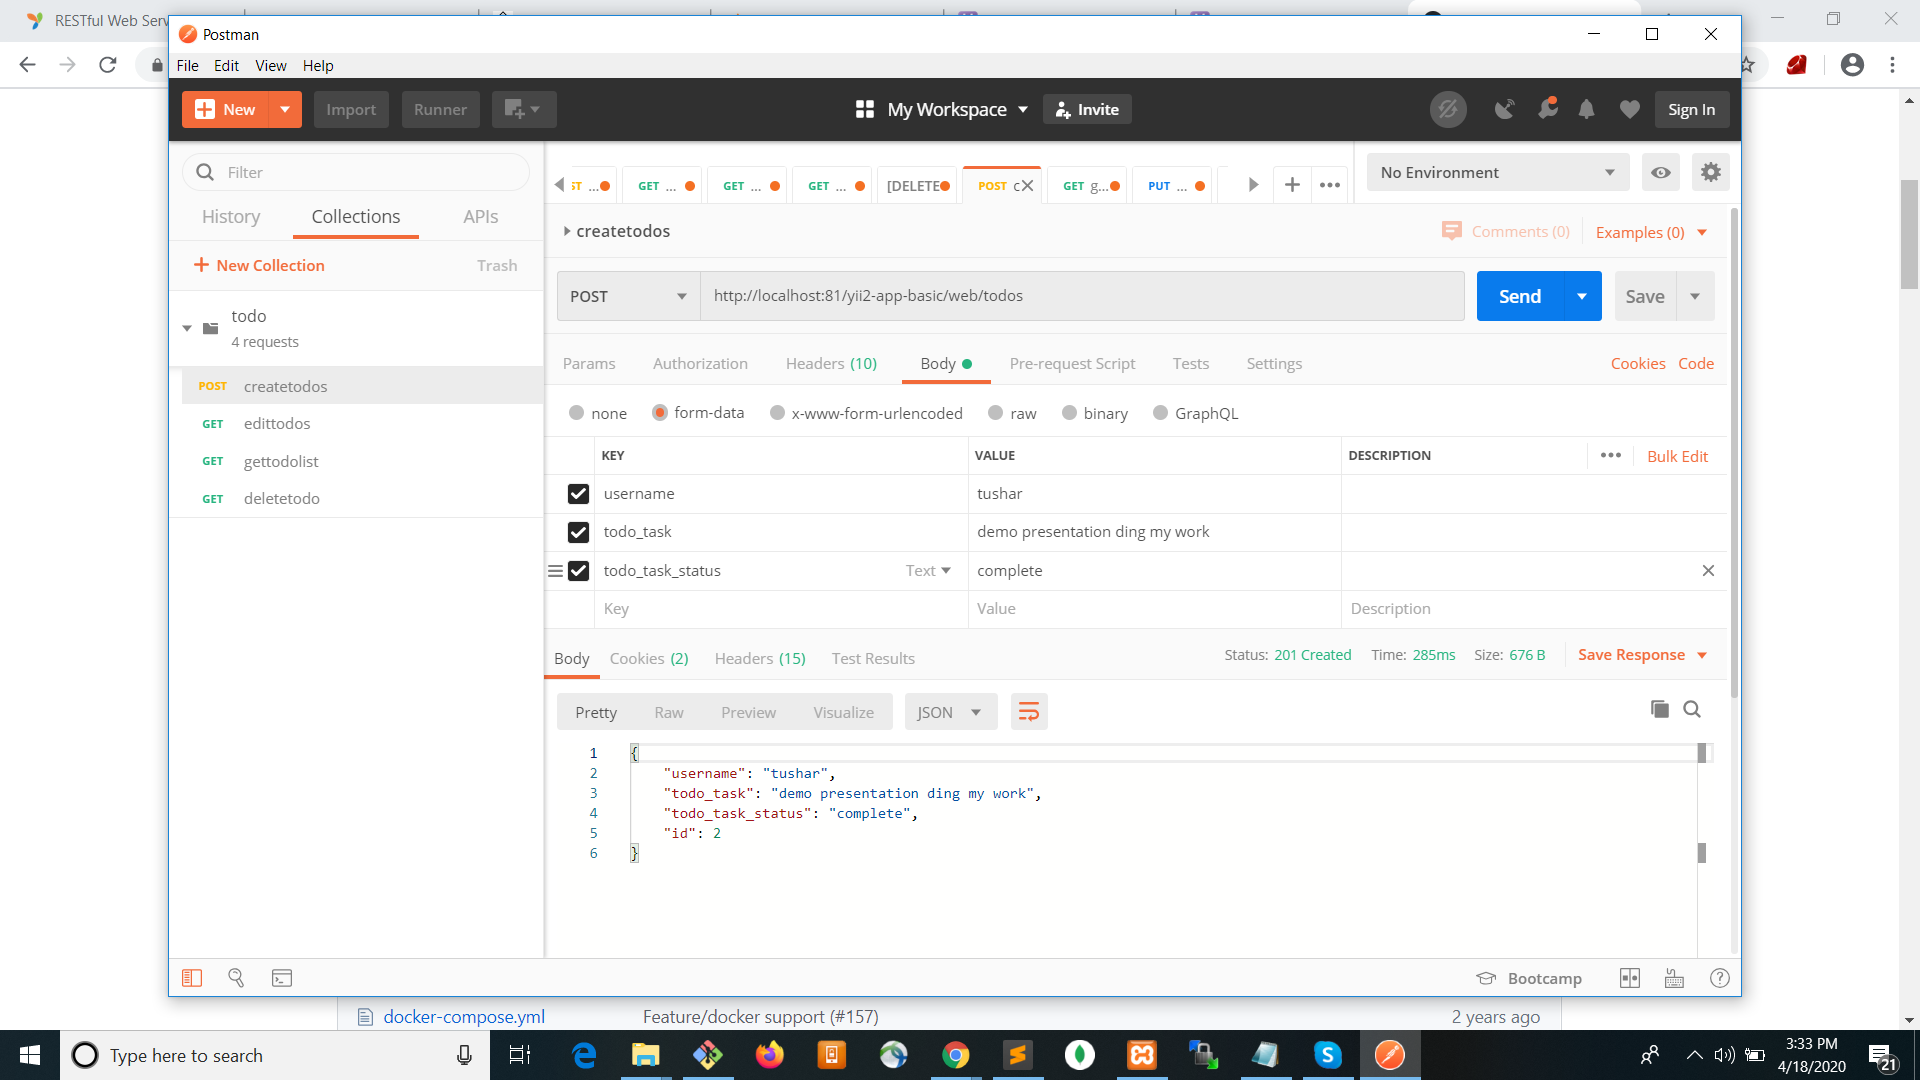 RESTful Web Serv
Postman
File Edit View Help
New Import Runner My Workspace Invite Sign In
Filter
ST ... GET ... GET ... GET ... [DELETE POST c GET g... PUT ... No Environment
History Collections APIs
createtodos Comments (0) Examples (0)
New Collection Trash
POST http://localhost:81/yii2-app-basic/web/todos Send Save
todo
4 requests
Params Authorization Headers (10) Body Pre-request Script Tests Settings Cookies Code
POST createtodos
GET edittodos
GET gettodolist
GET deletetodo
none form-data x-www-form-urlencoded raw binary GraphQL
KEY VALUE DESCRIPTION Bulk Edit
username tushar
todo_task demo presentation ding my work
todo_task_status Text complete
Key Value Description
Body Cookies (2) Headers (15) Test Results Status: 201 Created Time: 285ms Size: 676 B Save Response
Pretty Raw Preview Visualize JSON
1 {
2 "username": "tushar",
3 "todo_task": "demo presentation ding my work",
4 "todo_task_status": "complete",
5 "id": 2
6 }
Bootcamp
docker-compose.yml Feature/docker support (#157) 2 years ago
Type here to search
3:33 PM
4/18/2020
21